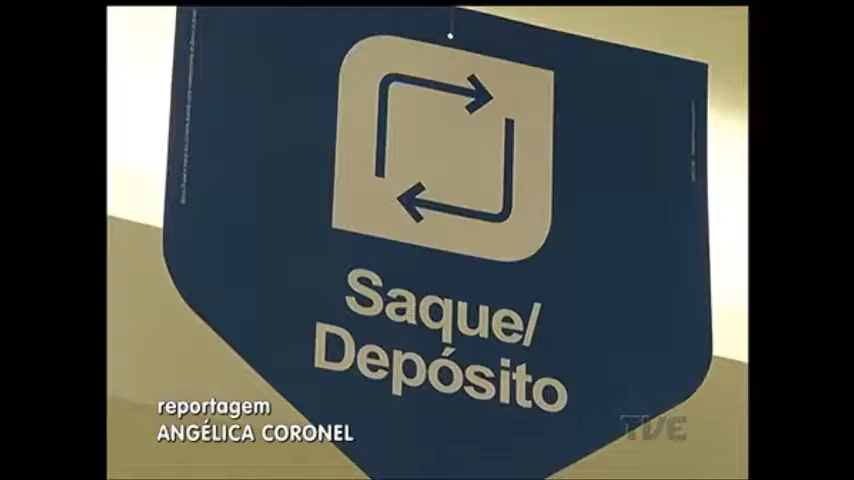 Saque/
Depósito
reportagem
ANGÉLICA CORONEL
TVE